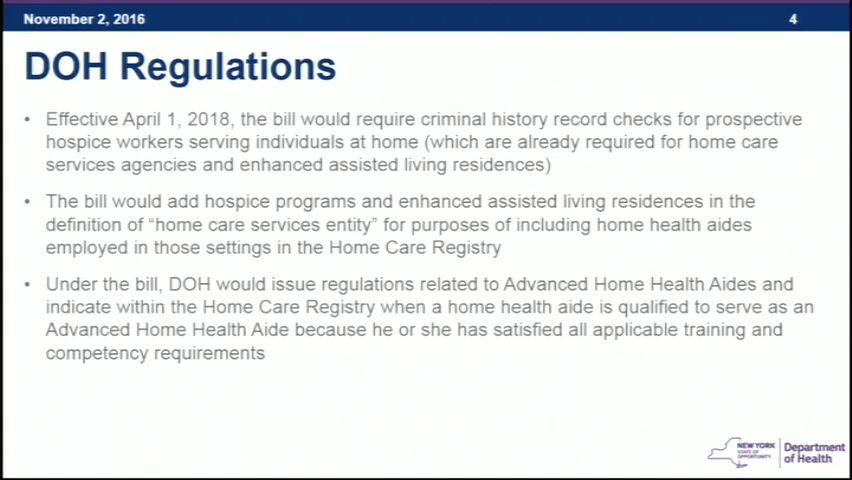 November 2, 2016
4
DOH Regulations
• Effective April 1, 2018, the bill would require criminal history record checks for prospective
hospice workers serving individuals at home (which are already required for home care
services agencies and enhanced assisted living residences)
• The bill would add hospice programs and enhanced assisted living residences in the
definition of “home care services entity” for purposes of including home health aides
employed in those settings in the Home Care Registry
• Under the bill, DOH would issue regulations related to Advanced Home Health Aides and
indicate within the Home Care Registry when a home health aide is qualified to serve as an
Advanced Home Health Aide because he or she has satisfied all applicable training and
competency requirements
NEW YORK
STATE OF
OPPORTUNITY.
Department
of Health